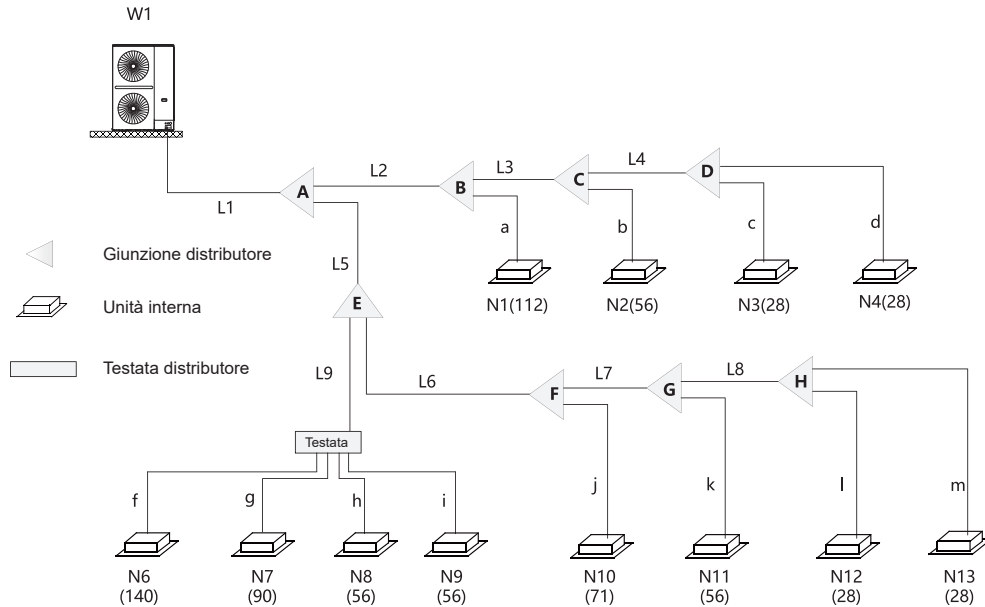 W1
L1
A
L2
B
L3
C
L4
D
a
b
c
d
N1(112)
N2(56)
N3(28)
N4(28)
Giunzione distributore
Unità interna
Testata distributore
L5
E
L9
L6
F
L7
G
L8
H
Testata
f
g
h
i
j
k
l
m
N6
(140)
N7
(90)
N8
(56)
N9
(56)
N10
(71)
N11
(56)
N12
(28)
N13
(28)